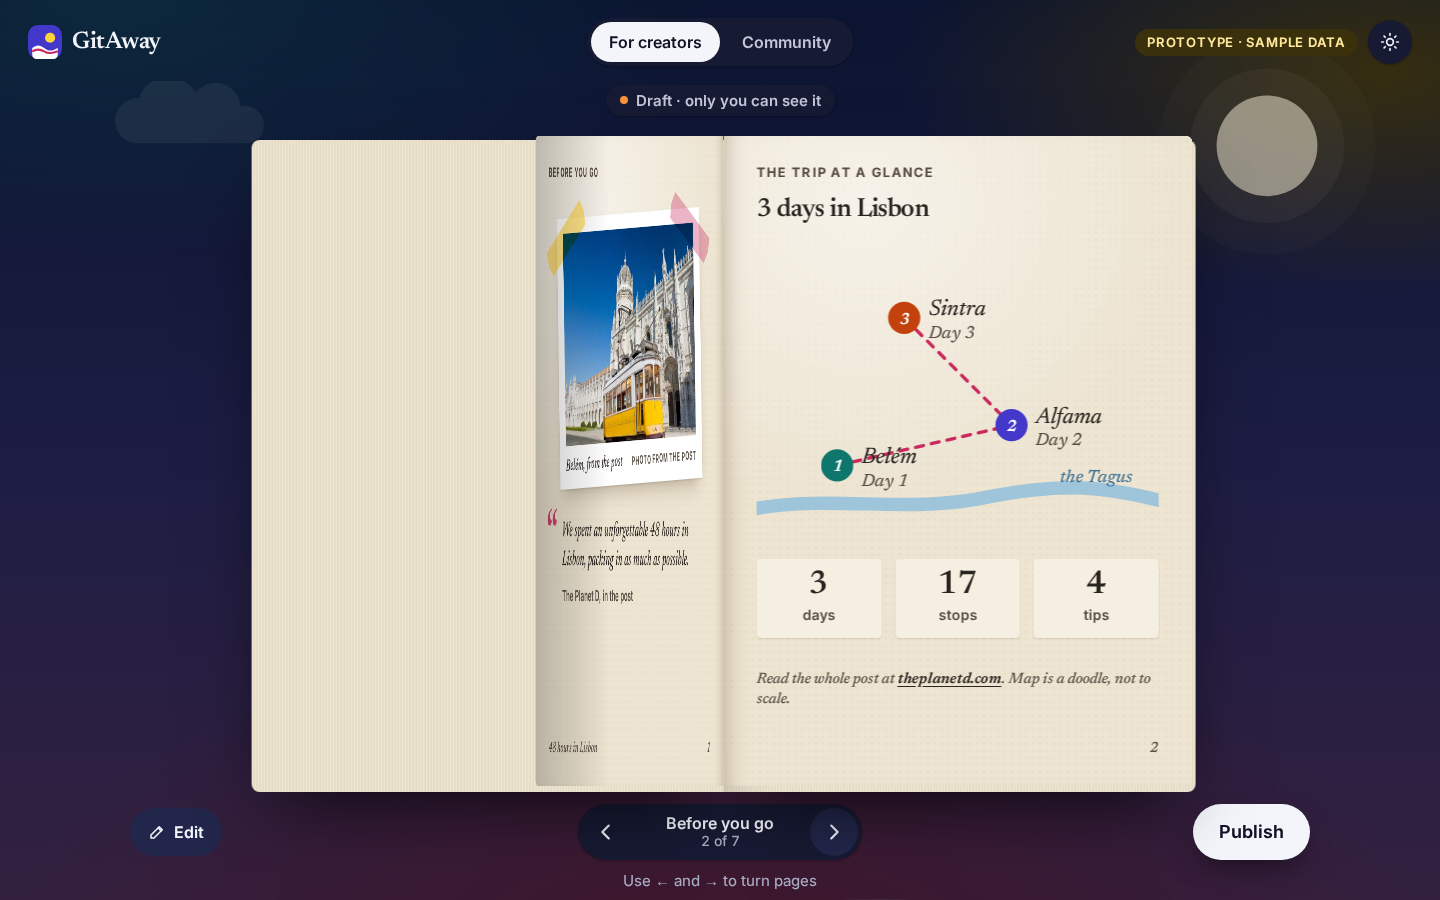 GitAway
For creators
Community
PROTOTYPE · SAMPLE DATA
Draft · only you can see it
BEFORE YOU GO
Belém, from the post
PHOTO FROM THE POST
“
We spent an unforgettable 48 hours in
Lisbon, packing in as much as possible.
The Planet D, in the post
48 hours in Lisbon
1
THE TRIP AT A GLANCE
3 days in Lisbon
3
Sintra
Day 3
2
Alfama
Day 2
1
Belém
Day 1
the Tagus
3
days
17
stops
4
tips
Read the whole post at theplanetd.com. Map is a doodle, not to
scale.
2
Edit
Before you go
2 of 7
Publish
Use ← and → to turn pages